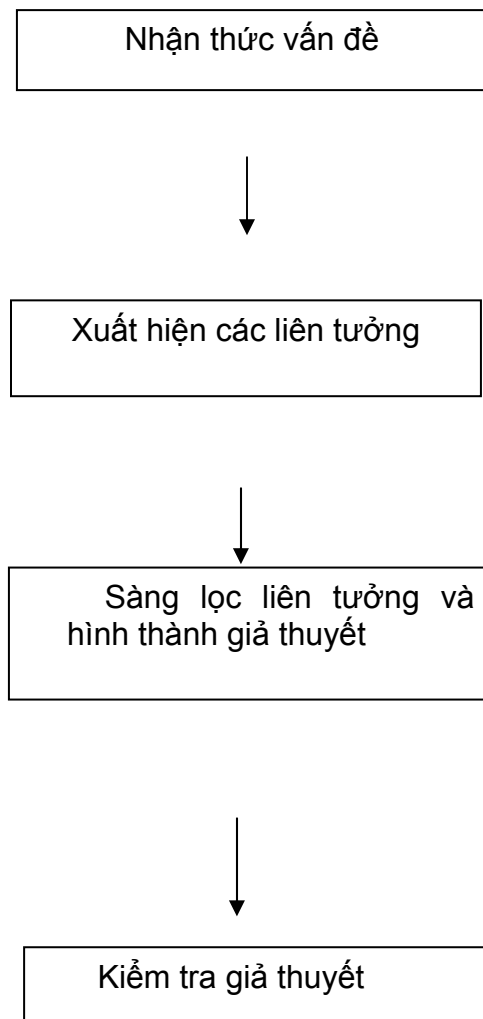 Nhận thức vấn đề
Xuất hiện các liên tưởng
Sàng lọc liên tưởng và
hình thành giả thuyết
Kiểm tra giả thuyết